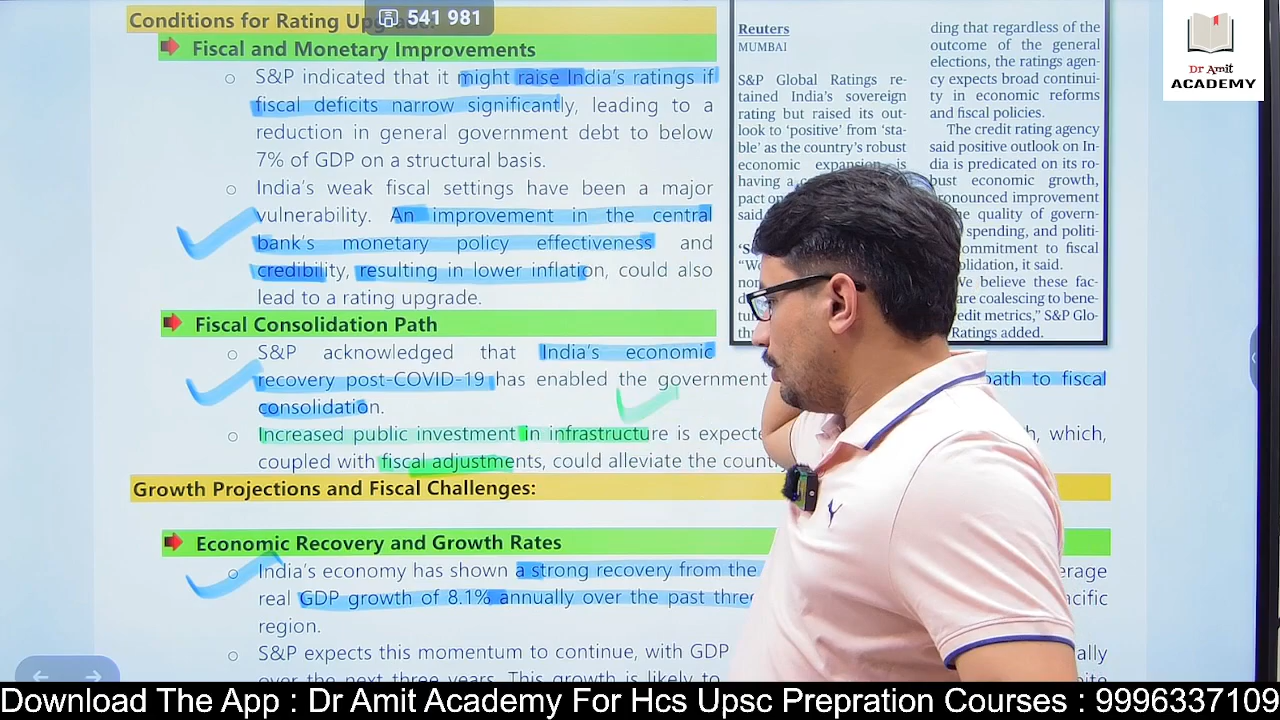 Conditions for Rating
541 981
Fiscal and Monetary Improvements
S&P indicated that it might raise India's ratings if
fiscal deficits narrow significantly, leading to a
reduction in general government debt to below
7% of GDP on a structural basis.
India's weak fiscal settings have been a major
vulnerability. An improvement in the central
bank's monetary policy effectiveness and
credibility, resulting in lower inflation, could also
lead to a rating upgrade.
Fiscal Consolidation Path
S&P acknowledged that India's economic
recovery post-COVID-19 has enabled the government path to fiscal
consolidation.
Increased public investment in infrastructure is which,
coupled with fiscal adjustments, could alleviate the
Growth Projections and Fiscal Challenges:
Economic Recovery and Growth Rates
India's economy has shown a strong recovery from the
real GDP growth of 8.1% annually over the past three
region.
S&P expects this momentum to continue, with GDP
over the next three years. This growth is likely to
Reuters
MUMBAI
S&P Global Ratings re-
tained India's sovereign
rating but raised its out-
look to 'positive' from 'sta-
ble' as the country's robust
economic expansion is
having a
said
ding that regardless of the
outcome of the general
elections, the ratings agen-
cy expects broad continui-
ty in economic reforms
and fiscal policies.
The credit rating agency
said positive outlook on In-
dia is predicated on its ro-
bust economic growth,
pronounced improvement
quality of govern-
spending, and politi-
to fiscal
it said.
believe these fac-
are coalescing to bene-
metrics," S&P Glo-
Ratings added.
Dr Amit
ACADEMY
Download The App : Dr Amit Academy For Hcs Upsc Prepration Courses : 9996337109